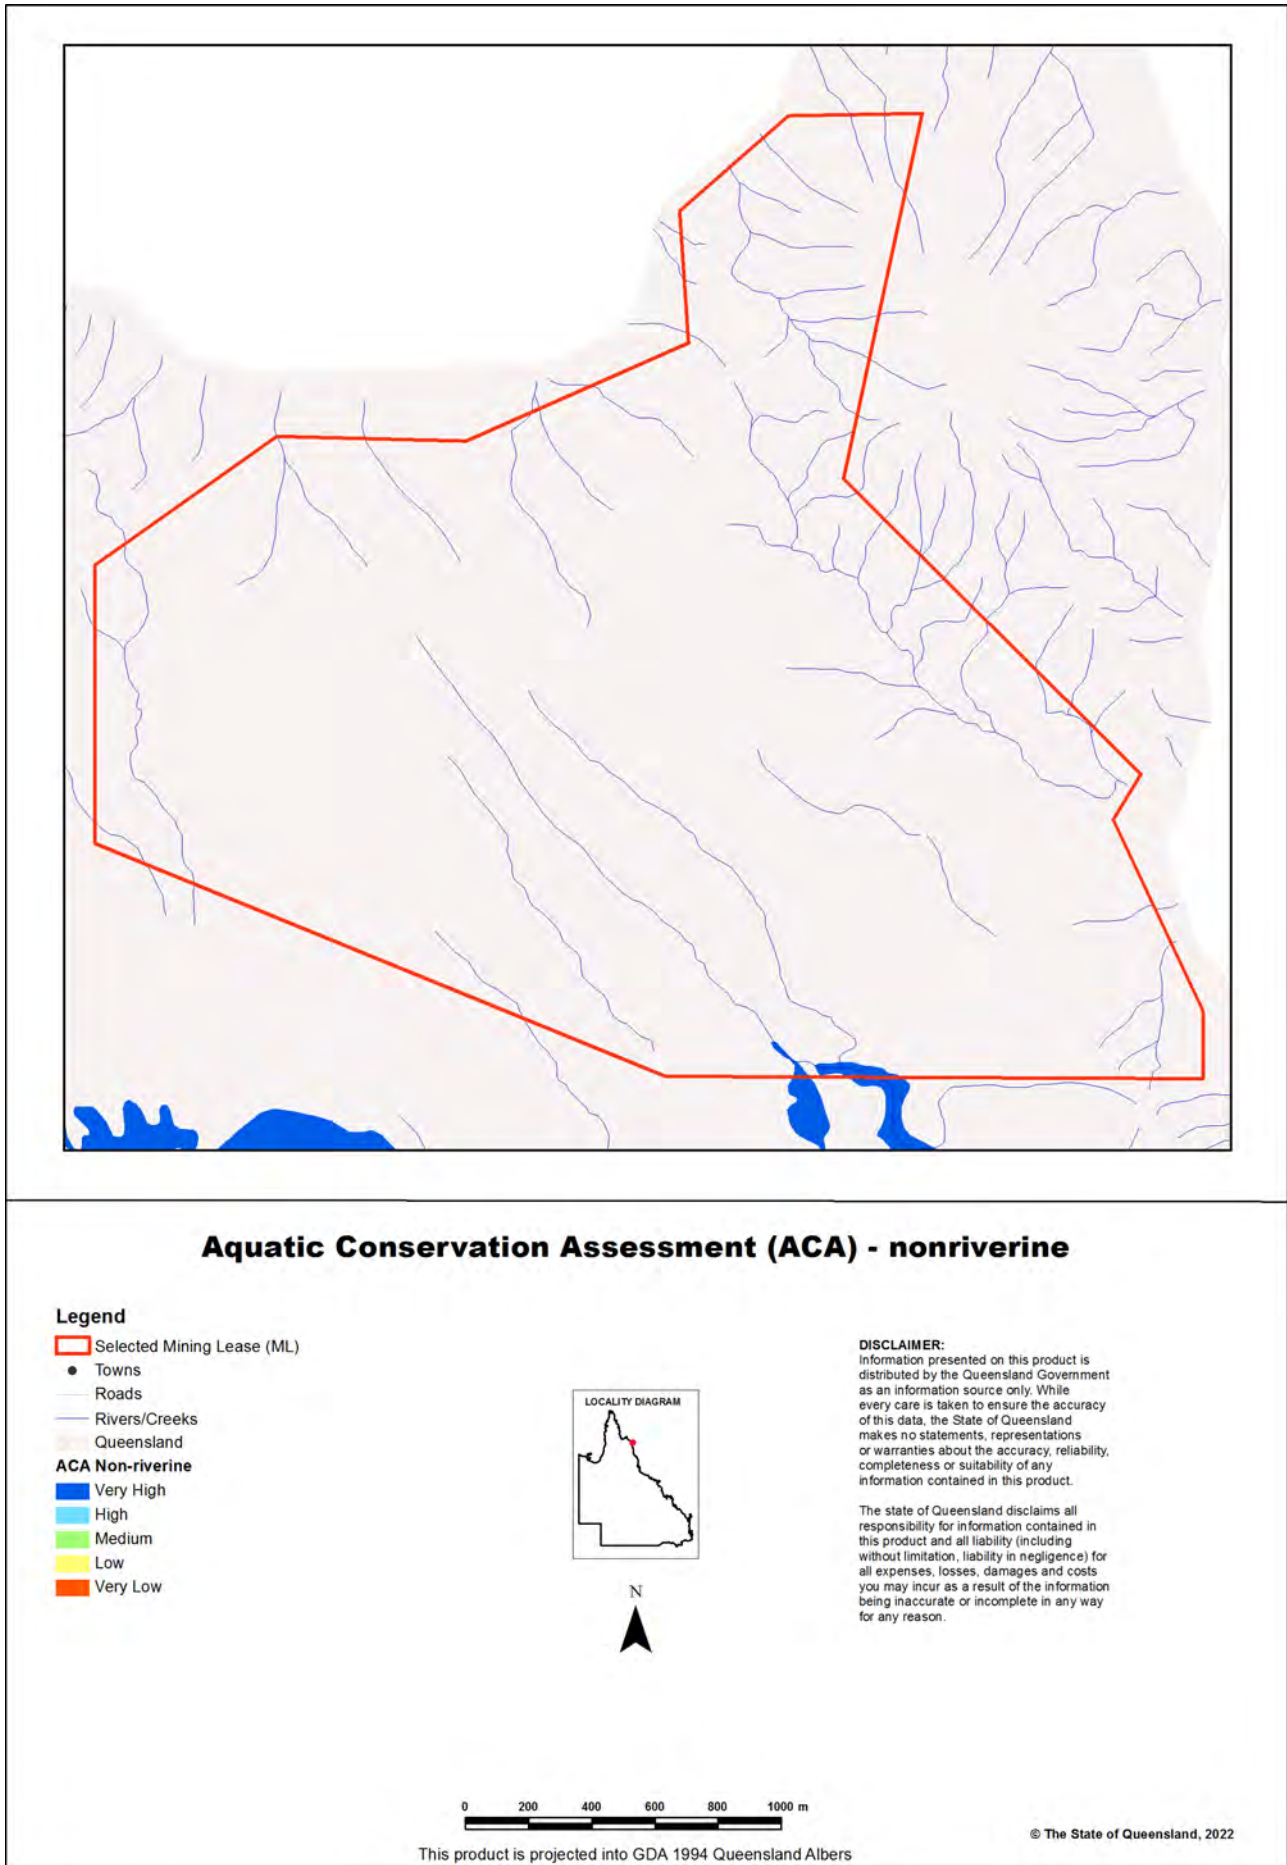 Aquatic Conservation Assessment (ACA) - nonriverine
Legend
Selected Mining Lease (ML)
Towns
Roads
Rivers/Creeks
Queensland
ACA Non-riverine
Very High
High
Medium
Low
Very Low
LOCALITY DIAGRAM
N
DISCLAIMER:
Information presented on this product is
distributed by the Queensland Government
as an information source only. While
every care is taken to ensure the accuracy
of this data, the State of Queensland
makes no statements, representations
or warranties about the accuracy, reliability,
completeness or suitability of any
information contained in this product.
The state of Queensland disclaims all
responsibility for information contained in
this product and all liability (including
without limitation, liability in negligence) for
all expenses, losses, damages and costs
you may incur as a result of the information
being inaccurate or incomplete in any way
for any reason.
0 200 400 600 800 1000 m
This product is projected into GDA 1994 Queensland Albers
© The State of Queensland, 2022